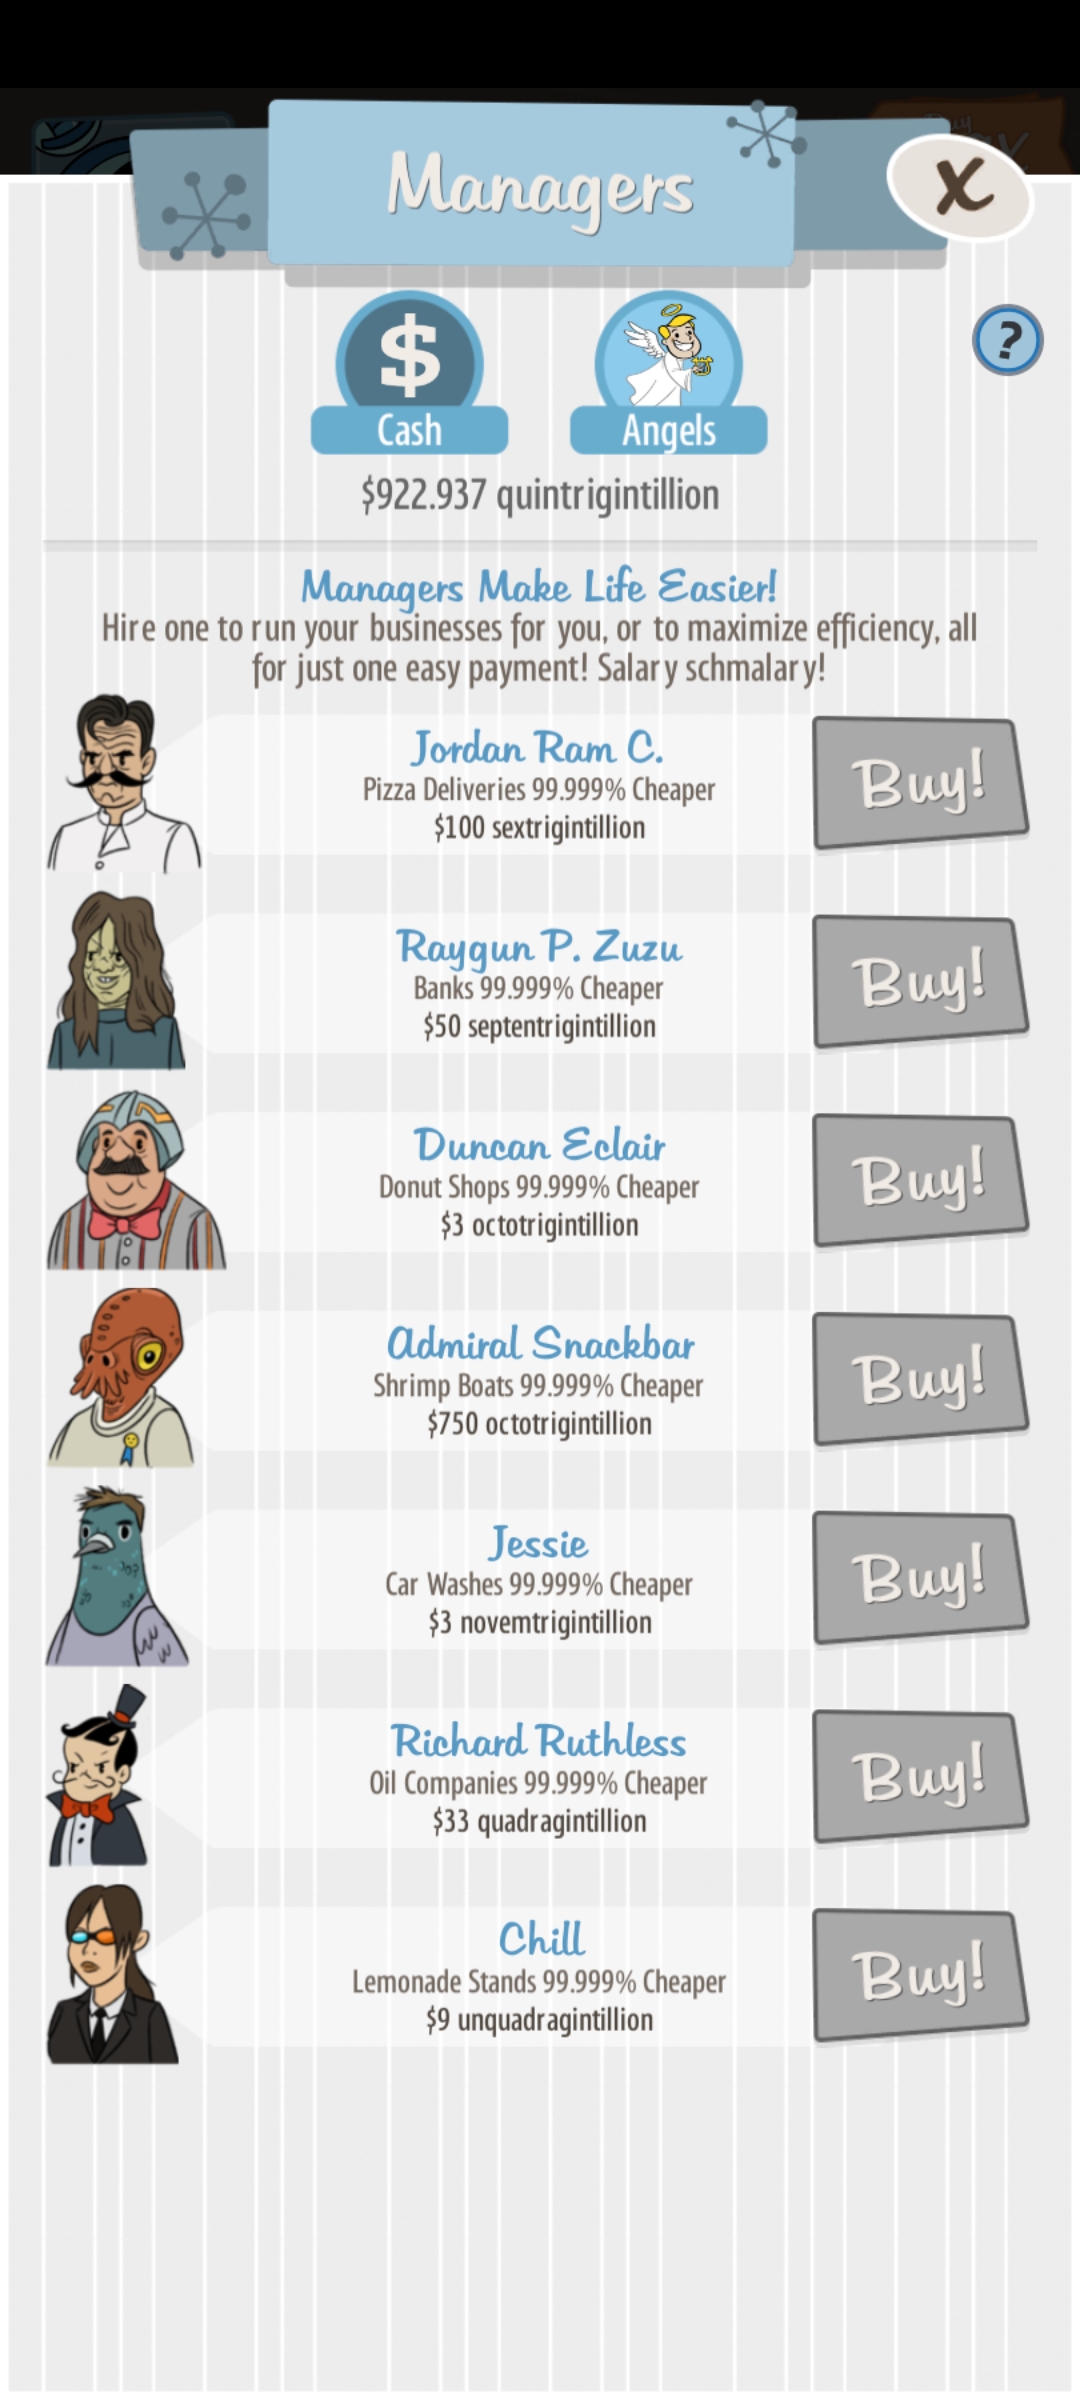 Managers
X
$
Cash
Angels
?
$922.937 quintrigintillion
Managers Make Life Easier!
Hire one to run your businesses for you, or to maximize efficiency, all
for just one easy payment! Salary schmalary!
Jordan Ram C.
Pizza Deliveries 99.999% Cheaper
$100 sextrigintillion
Buy!
Raygun P. Zuzu
Banks 99.999% Cheaper
$50 septentrigintillion
Buy!
Duncan Eclair
Donut Shops 99.999% Cheaper
$3 octotrigintillion
Buy!
Admiral Snackbar
Shrimp Boats 99.999% Cheaper
$750 octotrigintillion
Buy!
Jessie
Car Washes 99.999% Cheaper
$3 novemtrigintillion
Buy!
Richard Ruthless
Oil Companies 99.999% Cheaper
$33 quadragintillion
Buy!
Chill
Lemonade Stands 99.999% Cheaper
$9 unquadragintillion
Buy!